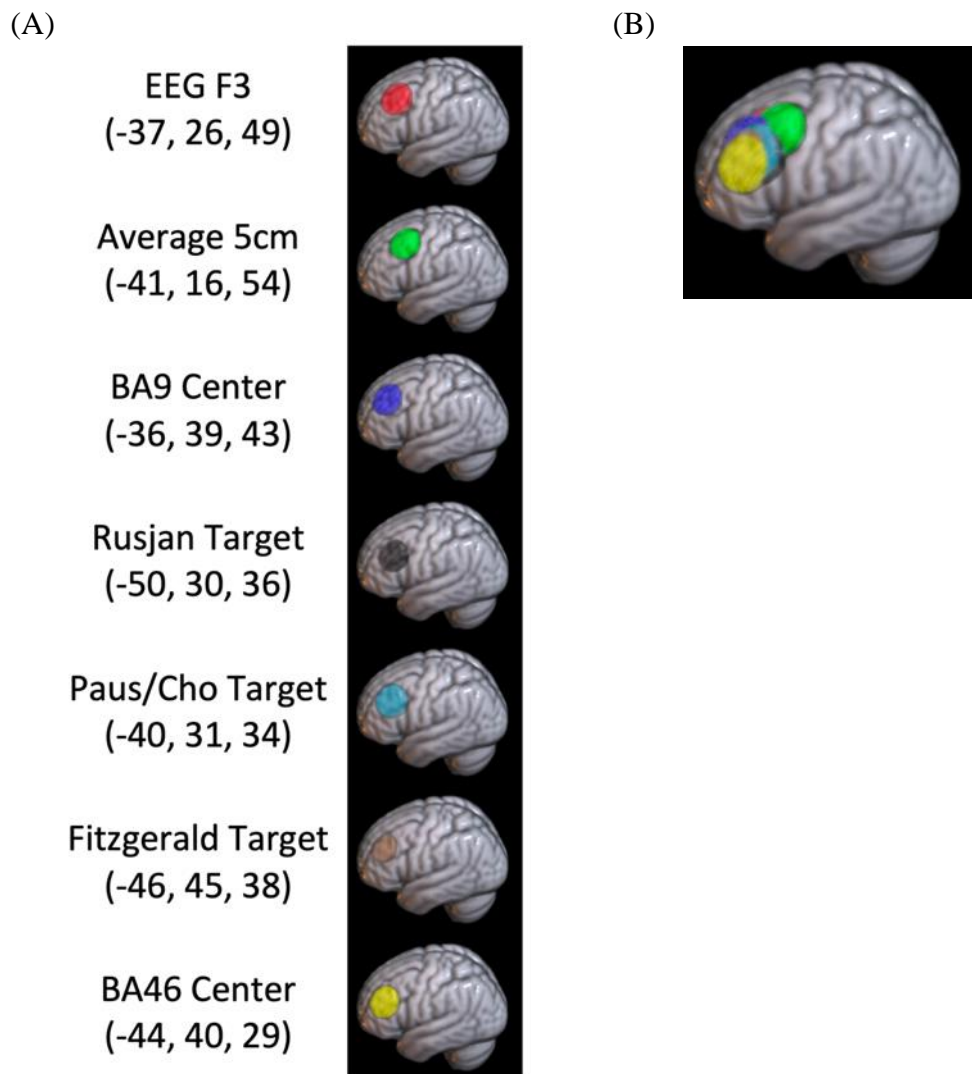 (A)
(B)
EEG F3
(-37, 26, 49)
Average 5cm
(-41, 16, 54)
BA9 Center
(-36, 39, 43)
Rusjan Target
(-50, 30, 36)
Paus/Cho Target
(-40, 31, 34)
Fitzgerald Target
(-46, 45, 38)
BA46 Center
(-44, 40, 29)